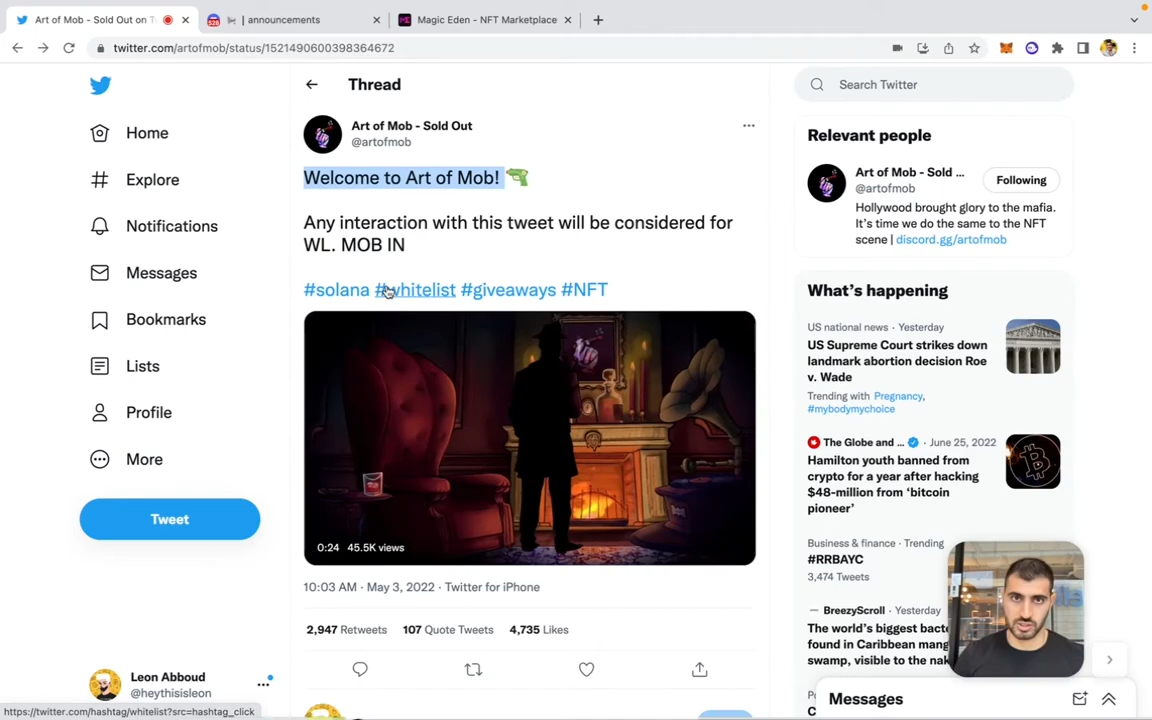 Art of Mob - Sold Out on T
528
| announcements
Magic Eden - NFT Marketplace
twitter.com/artofmob/status/1521490600398364672
Thread
Search Twitter
Home
Explore
Notifications
Messages
Bookmarks
Lists
Profile
More
Tweet
Leon Abboud
@heythisisleon
https://twitter.com/hashtag/whitelist?src=hashtag_click
Art of Mob - Sold Out
@artofmob
Welcome to Art of Mob!
Any interaction with this tweet will be considered for
WL. MOB IN
#solana #whitelist #giveaways #NFT
0:24 45.5K views
10:03 AM · May 3, 2022 · Twitter for iPhone
2,947 Retweets 107 Quote Tweets 4,735 Likes
Relevant people
Art of Mob - Sold ...
@artofmob
Following
Hollywood brought glory to the mafia.
It's time we do the same to the NFT
scene | discord.gg/artofmob
What's happening
US national news · Yesterday
US Supreme Court strikes down
landmark abortion decision Roe
v. Wade
Trending with Pregnancy,
#mybodymychoice
The Globe and ... · June 25, 2022
Hamilton youth banned from
crypto for a year after hacking
$48-million from 'bitcoin
pioneer'
Business & finance · Trending
#RRBAYC
3,474 Tweets
BreezyScroll · Yesterday
The world's biggest bacte
found in Caribbean mang
swamp, visible to the nak
Messages